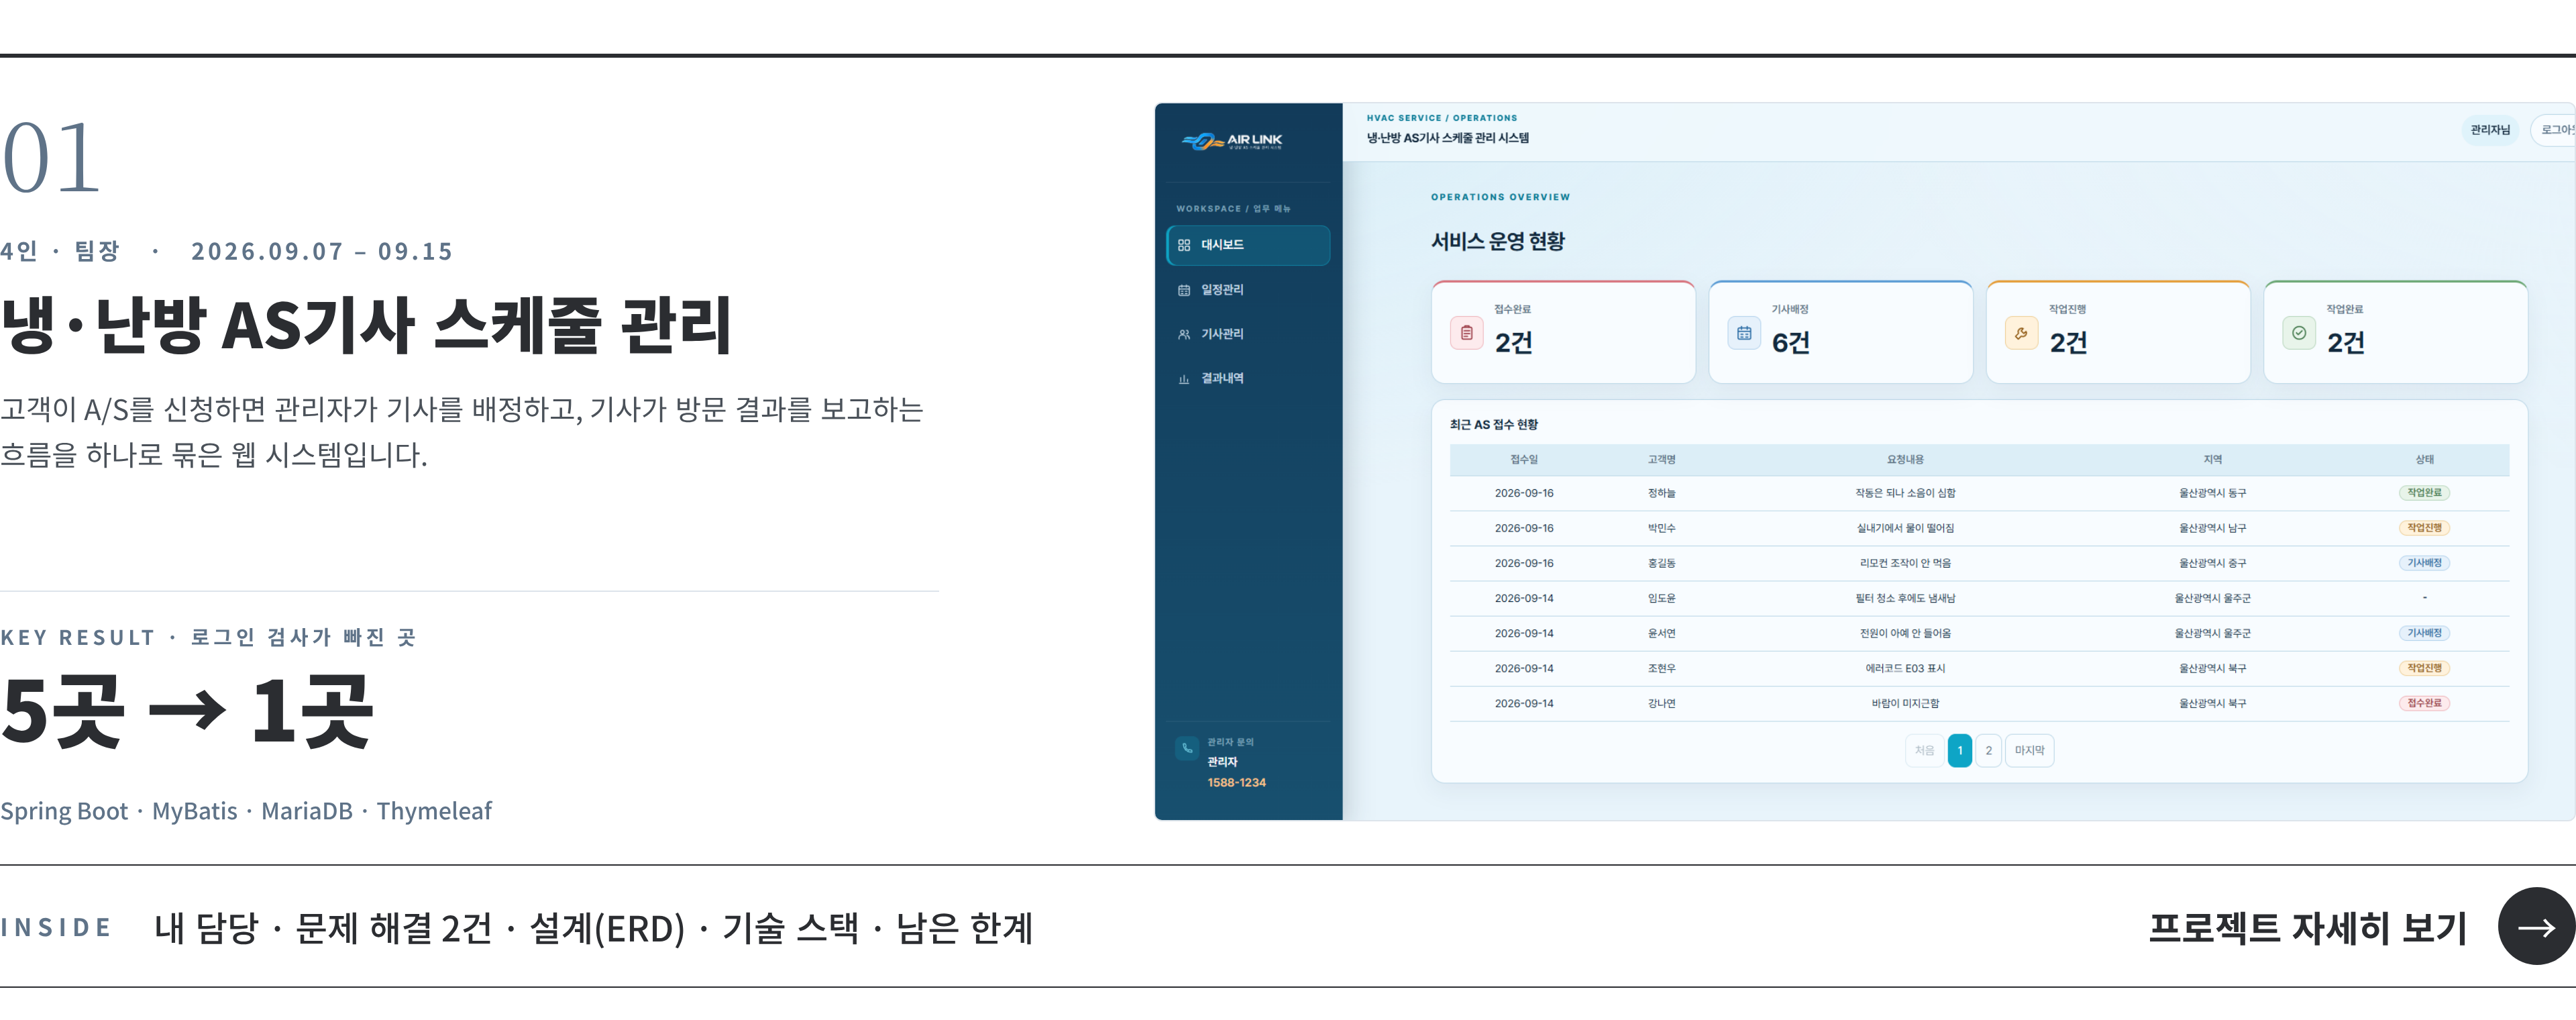 01
4인 · 팀장 · 2026.09.07 – 09.15
냉·난방 AS기사 스케줄 관리
고객이 A/S를 신청하면 관리자가 기사를 배정하고, 기사가 방문 결과를 보고하는
흐름을 하나로 묶은 웹 시스템입니다.
KEY RESULT · 로그인 검사가 빠진 곳
5곳 → 1곳
Spring Boot · MyBatis · MariaDB · Thymeleaf
AIR LINK
WORKSPACE / 업무 메뉴
대시보드
일정관리
기사관리
결과내역
관리자 문의
관리자
1588-1234
HVAC SERVICE / OPERATIONS
냉·난방 AS기사 스케줄 관리 시스템
관리자님
OPERATIONS OVERVIEW
서비스 운영 현황
접수완료 2건
기사배정 6건
작업진행 2건
작업완료 2건
최근 AS 접수 현황
접수일 고객명 요청내용 지역 상태
2026-09-16 정하늘 작동은 되나 소음이 심함 울산광역시 동구 작업완료
2026-09-16 박민수 실내기에서 물이 떨어짐 울산광역시 남구 작업진행
2026-09-16 홍길동 리모컨 조작이 안 먹음 울산광역시 중구 기사배정
2026-09-14 임도윤 필터 청소 후에도 냄새남 울산광역시 울주군 -
2026-09-14 윤서연 전원이 아예 안 들어옴 울산광역시 울주군 기사배정
2026-09-14 조현우 에러코드 E03 표시 울산광역시 북구 작업진행
2026-09-14 강나연 바람이 미지근함 울산광역시 북구 접수완료
처음 1 2 마지막
INSIDE 내 담당 · 문제 해결 2건 · 설계(ERD) · 기술 스택 · 남은 한계
프로젝트 자세히 보기 →